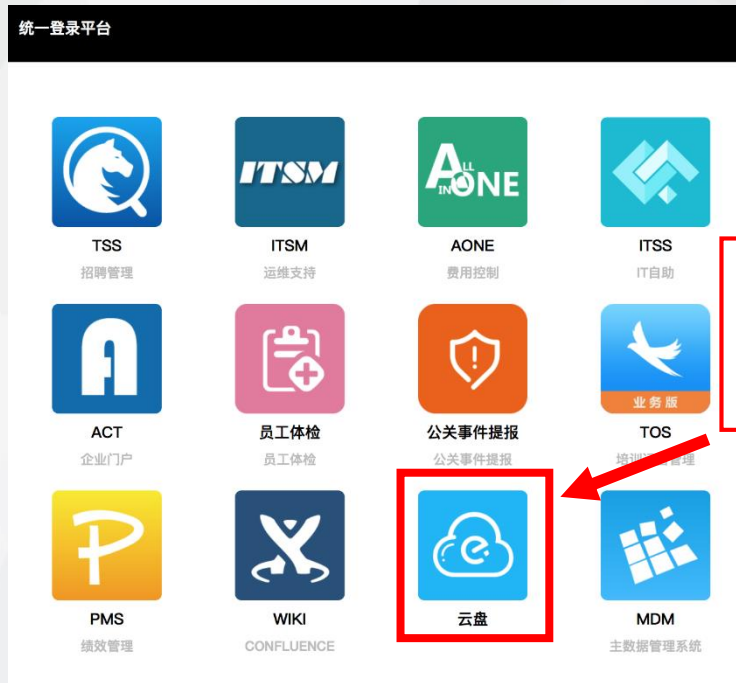 统一登录平台
ITSM
ALL IN ONE
业务版
TSS
ITSM
AONE
ITSS
招聘管理
运维支持
费用控制
IT自助
ACT
员工体检
公关事件提报
TOS
企业门户
员工体检
公关事件提报
培训
管理
PMS
WIKI
云盘
MDM
绩效管理
CONFLUENCE
主数据管理系统